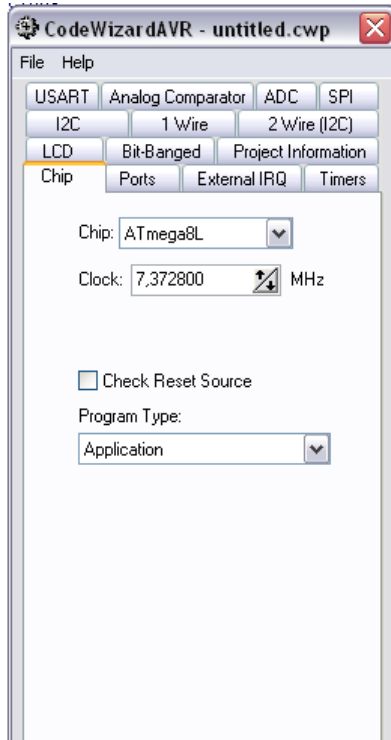 CodeWizardAVR - untitled.cwp
File Help
USART Analog Comparator ADC SPI
I2C 1 Wire 2 Wire (I2C)
LCD Bit-Banged Project Information
Chip Ports External IRQ Timers
Chip: ATmega8L
Clock: 7,372800 MHz
Check Reset Source
Program Type:
Application